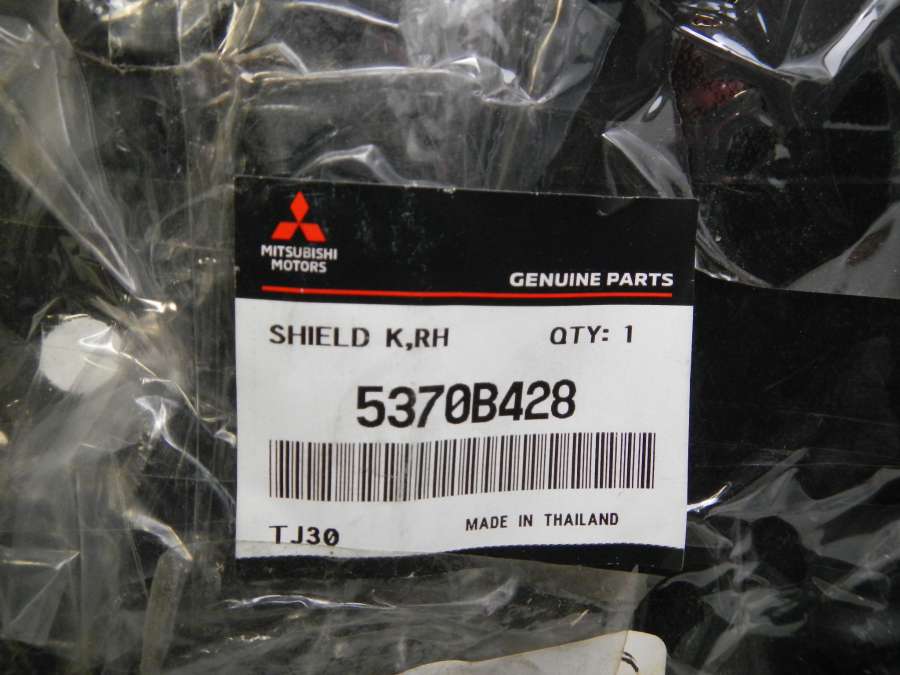 MITSUBISHI
MOTORS
GENUINE PARTS
SHIELD K,RH QTY: 1
5370B428
MADE IN THAILAND
TJ30